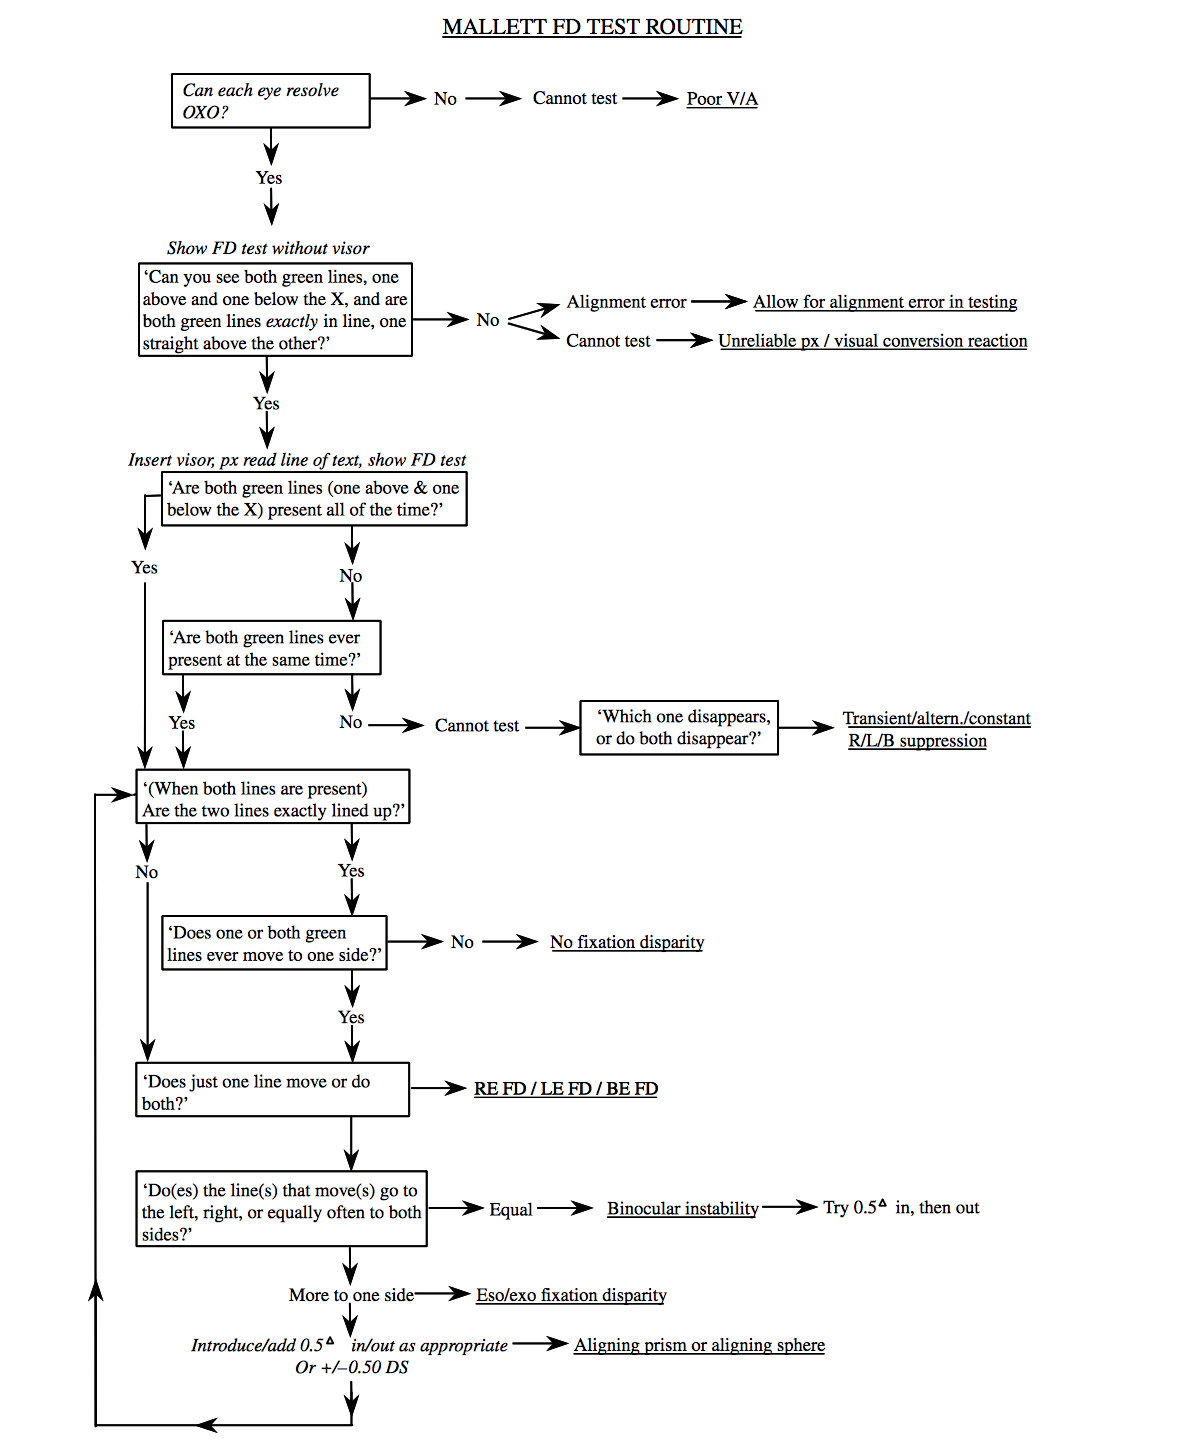 MALLETT FD TEST ROUTINE
Can each eye resolve
OXO?
No
Cannot test
Poor V/A
Yes
Show FD test without visor
‘Can you see both green lines, one
above and one below the X, and are
both green lines exactly in line, one
straight above the other?’
No
Alignment error
Allow for alignment error in testing
Cannot test
Unreliable px / visual conversion reaction
Yes
Insert visor, px read line of text, show FD test
‘Are both green lines (one above & one
below the X) present all of the time?’
Yes
No
‘Are both green lines ever
present at the same time?’
Yes
No
Cannot test
‘Which one disappears,
or do both disappear?’
Transient/altern./constant
R/L/B suppression
‘(When both lines are present)
Are the two lines exactly lined up?’
No
Yes
‘Does one or both green
lines ever move to one side?’
No
No fixation disparity
Yes
‘Does just one line move or do
both?’
RE FD / LE FD / BE FD
‘Do(es) the line(s) that move(s) go to
the left, right, or equally often to both
sides?’
Equal
Binocular instability
Try 0.5Δ in, then out
More to one side
Eso/exo fixation disparity
Introduce/add 0.5Δ in/out as appropriate
Or +/–0.50 DS
Aligning prism or aligning sphere